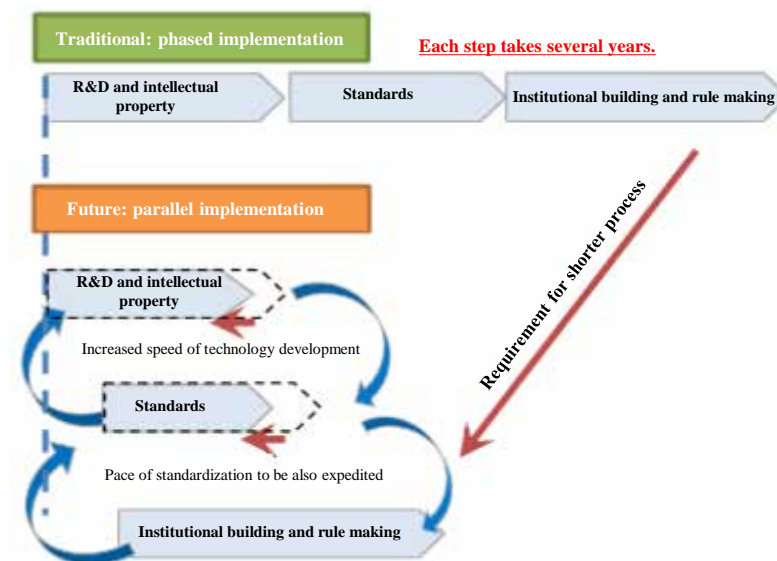 Traditional: phased implementation
Each step takes several years.
R&D and intellectual
property
Standards
Institutional building and rule making
Requirement for shorter process
Future: parallel implementation
R&D and intellectual
property
Increased speed of technology development
Standards
Pace of standardization to be also expedited
Institutional building and rule making